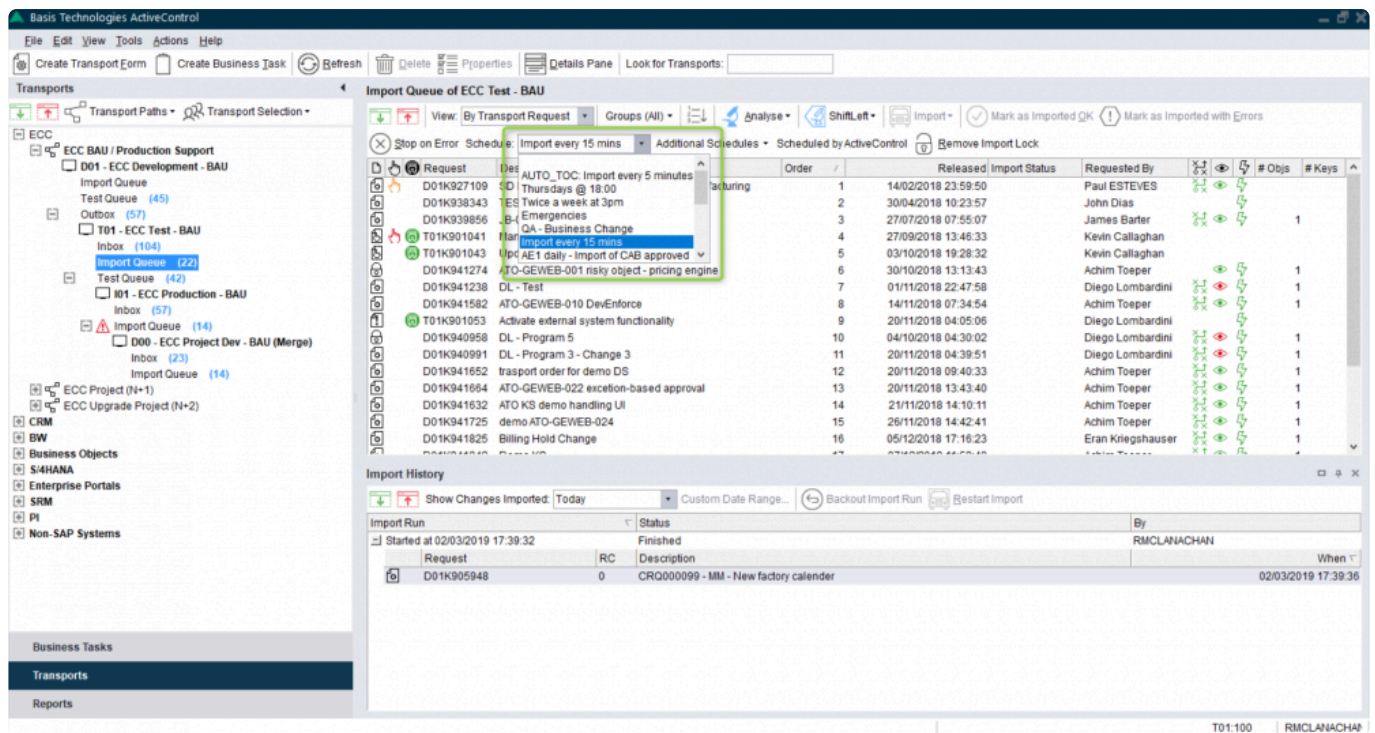 Basis Technologies ActiveControl
File Edit View Tools Actions Help
Create Transport Form Create Business Task Refresh Delete Properties Details Pane Look for Transports:
Transports
Transport Paths Transport Selection
ECC
ECC BAU / Production Support
D01 - ECC Development - BAU
Import Queue
Test Queue (45)
Outbox (57)
T01 - ECC Test - BAU
Inbox (104)
Import Queue (22)
Test Queue (42)
I01 - ECC Production - BAU
Inbox (57)
Import Queue (14)
D00 - ECC Project Dev - BAU (Merge)
Inbox (23)
Import Queue (14)
ECC Project (N+1)
ECC Upgrade Project (N+2)
CRM
BW
Business Objects
S/4HANA
Enterprise Portals
SRM
PI
Non-SAP Systems
Business Tasks
Transports
Reports
Import Queue of ECC Test - BAU
View: By Transport Request Groups (All) Analyse ShiftLeft Import Mark as Imported OK Mark as Imported with Errors
Stop on Error Schedule: Import every 15 mins Additional Schedules Scheduled by ActiveControl Remove Import Lock
AUTO_TOC: Import every 5 minutes
Thursdays @ 18:00
Twice a week at 3pm
Emergencies
QA - Business Change
Import every 15 mins
AE1 daily - Import of CAB approved
Request Des Order Released Import Status Requested By # Objs # Keys
D01K927109 SD acturing 1 14/02/2018 23:59:50 Paul ESTEVES
D01K938343 TES 2 30/04/2018 10:23:57 John Dias
D01K939856 3 27/07/2018 07:55:07 James Barter 1
T01K901041 Man 4 27/09/2018 13:46:33 Kevin Callaghan
T01K901043 Upd 5 03/10/2018 19:28:32 Kevin Callaghan
D01K941274 ATO-GEWEB-001 risky object - pricing engine 6 30/10/2018 13:13:43 Achim Toeper 1
D01K941238 DL - Test 7 01/11/2018 22:47:58 Diego Lombardini 1
D01K941582 ATO-GEWEB-010 DevEnforce 8 14/11/2018 07:34:54 Achim Toeper 1
T01K901053 Activate external system functionality 9 20/11/2018 04:05:06 Diego Lombardini
D01K940958 DL - Program 5 10 04/10/2018 04:30:02 Diego Lombardini 1
D01K940991 DL - Program 3 - Change 3 11 20/11/2018 04:39:51 Diego Lombardini 1
D01K941652 trasport order for demo DS 12 20/11/2018 09:40:33 Achim Toeper 1
D01K941664 ATO-GEWEB-022 excetion-based approval 13 20/11/2018 13:43:40 Achim Toeper 1
D01K941632 ATO KS demo handling UI 14 21/11/2018 14:10:11 Achim Toeper 1
D01K941725 demo ATO-GEWEB-024 15 26/11/2018 14:42:41 Achim Toeper 1
D01K941825 Billing Hold Change 16 05/12/2018 17:16:23 Eran Kriegshauser 1
Import History
Show Changes Imported: Today Custom Date Range... Backout Import Run Restart Import
Import Run Status By
Started at 02/03/2019 17:39:32 Finished RMCLANACHAN
Request RC Description When
D01K905948 0 CRQ000099 - MM - New factory calender 02/03/2019 17:39:36
T01:100 RMCLANACHAN